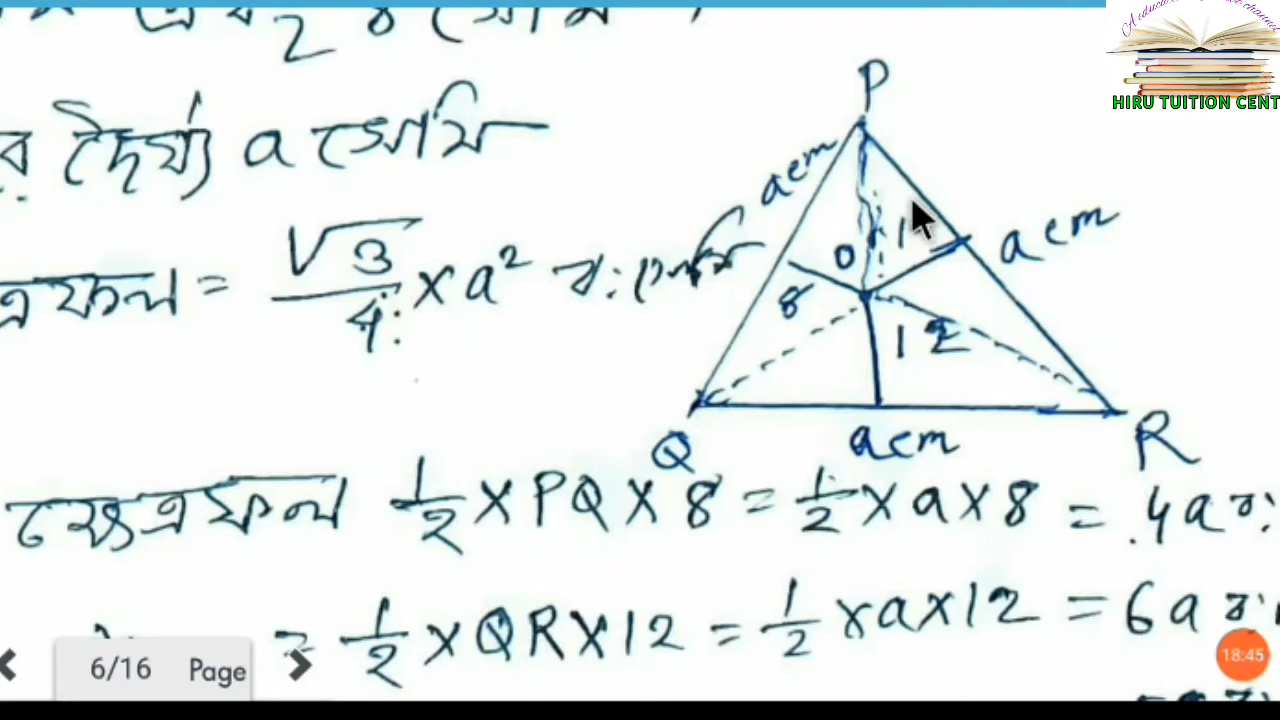 A educ
HIRU TUITION CENT
P
র দৈর্ঘ্য a সেমি
a cm
a cm
ত্রফল = √3/4 × a² ব: সেমি
O
8
12
Q
a cm
R
ক্ষেত্রফল 1/2 × PQ × 8 = 1/2 × a × 8 = 4a ব:
= 1/2 × QR × 12 = 1/2 × a × 12 = 6a ব:
6/16 Page
18:45